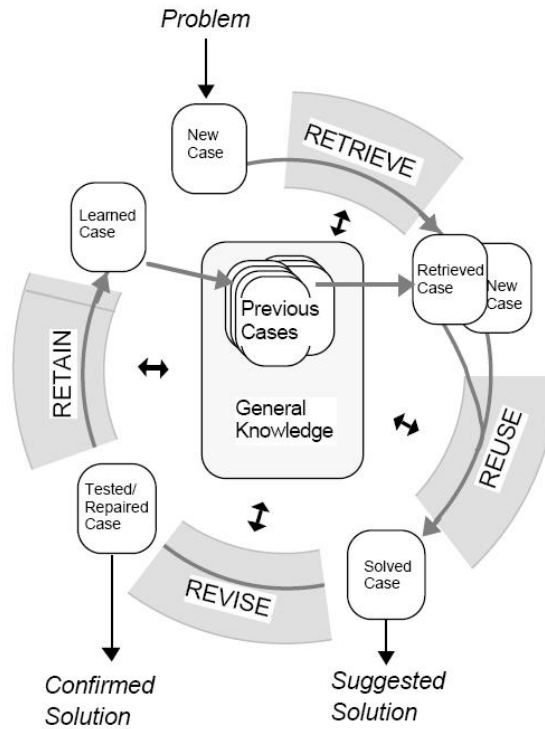 Problem
New
Case
RETRIEVE
Learned
Case
Retrieved
Case
New
Case
Previous
Cases
General
Knowledge
RETAIN
REUSE
Tested/
Repaired
Case
REVISE
Solved
Case
Confirmed
Solution
Suggested
Solution